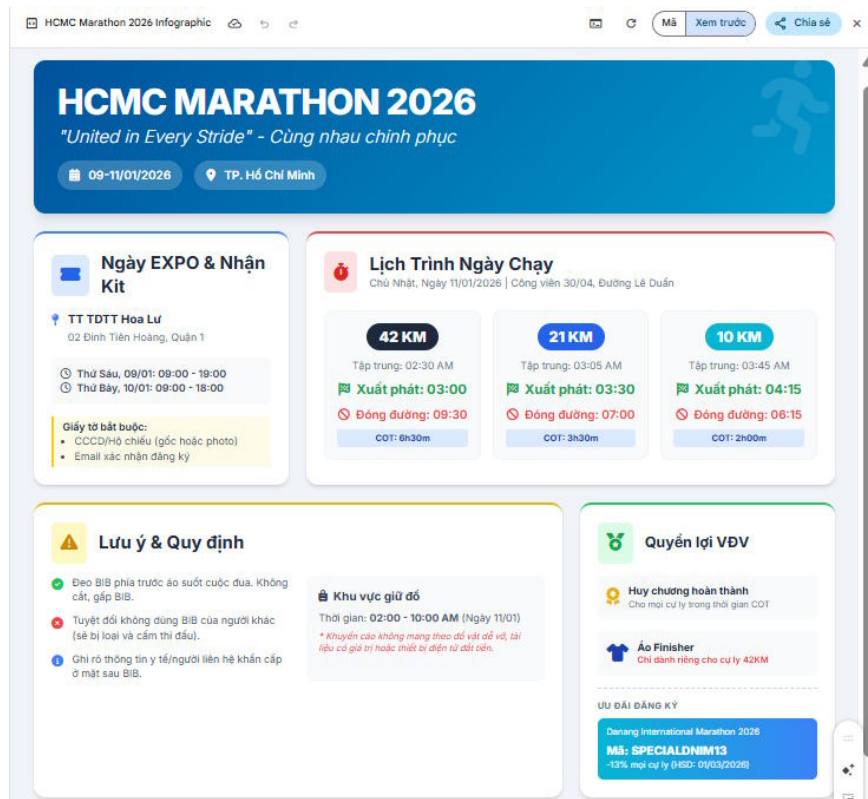 HCMC Marathon 2026 Infographic
Mã
Xem trước
Chia sẻ
HCMC MARATHON 2026
"United in Every Stride" - Cùng nhau chinh phục
09-11/01/2026
TP. Hồ Chí Minh
Ngày EXPO & Nhận
Kit
TT TDTT Hoa Lư
02 Đinh Tiên Hoàng, Quận 1
Thứ Sáu, 09/01: 09:00 - 19:00
Thứ Bảy, 10/01: 09:00 - 18:00
Giấy tờ bắt buộc:
CCCD/Hộ chiếu (gốc hoặc photo)
Email xác nhận đăng ký
Lịch Trình Ngày Chạy
Chủ Nhật, Ngày 11/01/2026 | Công viên 30/04, Đường Lê Duẩn
42 KM
Tập trung: 02:30 AM
Xuất phát: 03:00
Đóng đường: 09:30
COT: 6h30m
21 KM
Tập trung: 03:05 AM
Xuất phát: 03:30
Đóng đường: 07:00
COT: 3h30m
10 KM
Tập trung: 03:45 AM
Xuất phát: 04:15
Đóng đường: 06:15
COT: 2h00m
Lưu ý & Quy định
Đeo BIB phía trước áo suốt cuộc đua. Không
cắt, gấp BIB.
Tuyệt đối không dùng BIB của người khác
(sẽ bị loại và cấm thi đấu).
Ghi rõ thông tin y tế/người liên hệ khẩn cấp
ở mặt sau BIB.
Khu vực giữ đồ
Thời gian: 02:00 - 10:00 AM (Ngày 11/01)
* Khuyến cáo không mang theo đồ vật dễ vỡ, tài
liệu có giá trị hoặc thiết bị điện tử đắt tiền.
Quyền lợi VĐV
Huy chương hoàn thành
Cho mọi cự ly trong thời gian COT
Áo Finisher
Chỉ dành riêng cho cự ly 42KM
ƯU ĐÃI ĐĂNG KÝ
Danang International Marathon 2026
Mã: SPECIALDNIM13
-13% mọi cự ly (HSD: 01/03/2026)